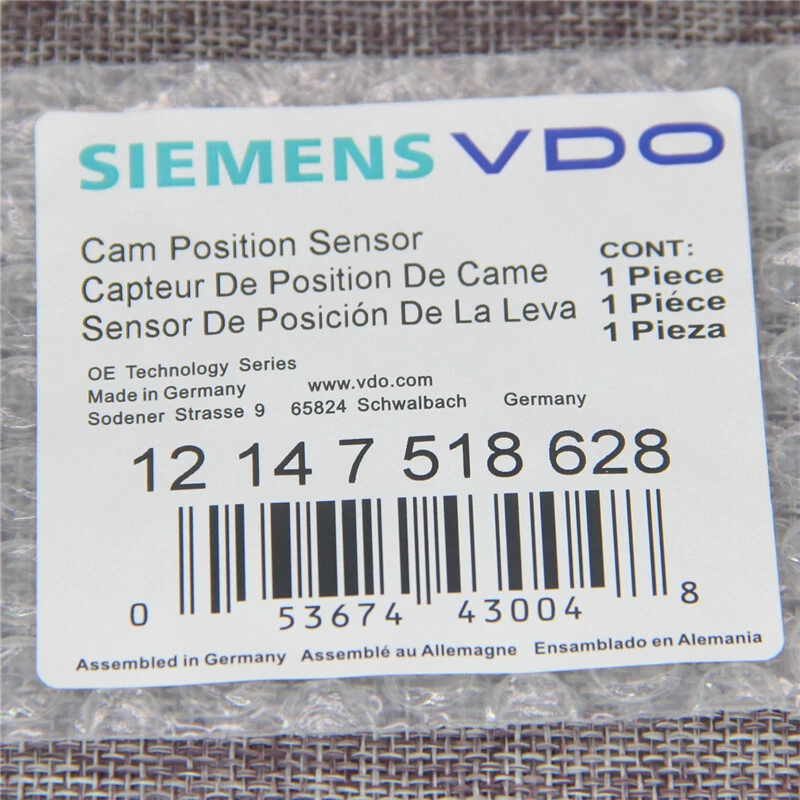 SIEMENS VDO
Cam Position Sensor
Capteur De Position De Came
Sensor De Posición De La Leva
CONT:
1 Piece
1 Piéce
1 Pieza
OE Technology Series
Made in Germany www.vdo.com
Sodener Strasse 9 65824 Schwalbach Germany
12 14 7 518 628
0 53674 43004 8
Assembled in Germany Assemblé au Allemagne Ensamblado en Alemania